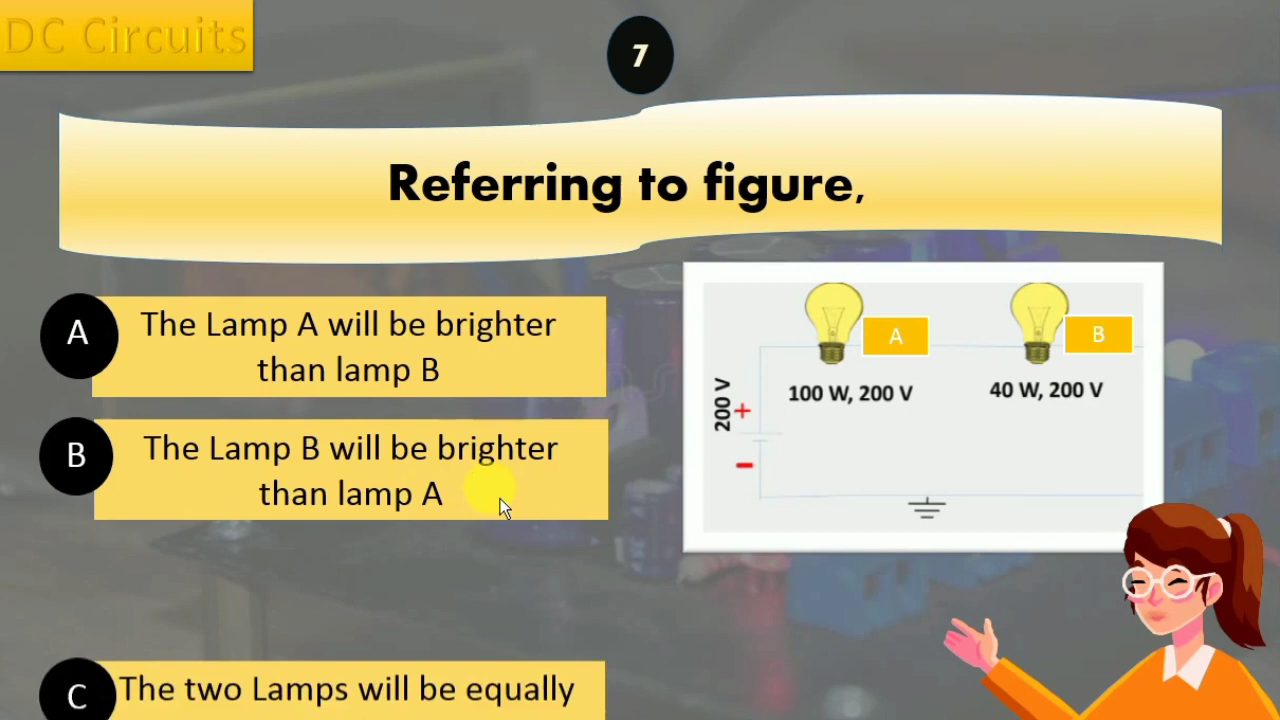 DC Circuits
7
Referring to figure,
A
The Lamp A will be brighter
than lamp B
B
The Lamp B will be brighter
than lamp A
C
The two Lamps will be equally
A
B
100 W, 200 V
40 W, 200 V
200 V
+
-